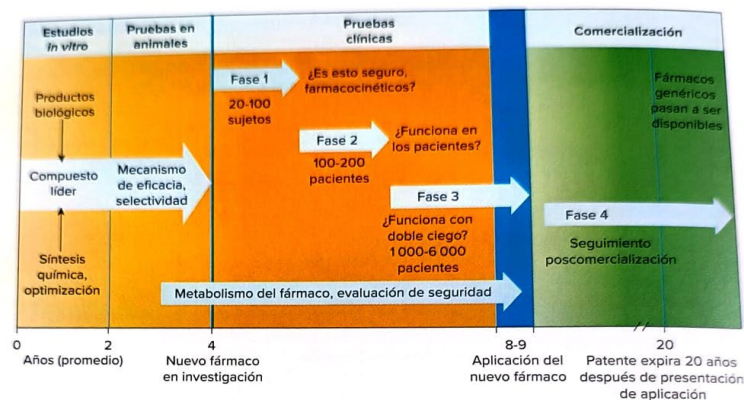 Estudios
in vitro
Pruebas en
animales
Pruebas
clínicas
Comercialización
Productos
biológicos
Compuesto
líder
Síntesis
química,
optimización
Mecanismo
de eficacia,
selectividad
Fase 1
20-100
sujetos
¿Es esto seguro,
farmacocinéticos?
Fase 2
100-200
pacientes
¿Funciona en
los pacientes?
Fase 3
¿Funciona con
doble ciego?
1 000-6 000
pacientes
Fase 4
Seguimiento
poscomercialización
Fármacos
genéricos
pasan a ser
disponibles
Metabolismo del fármaco, evaluación de seguridad
0
2
4
8-9
20
Años (promedio)
Nuevo fármaco
en investigación
Aplicación del
nuevo fármaco
Patente expira 20 años
después de presentación
de aplicación